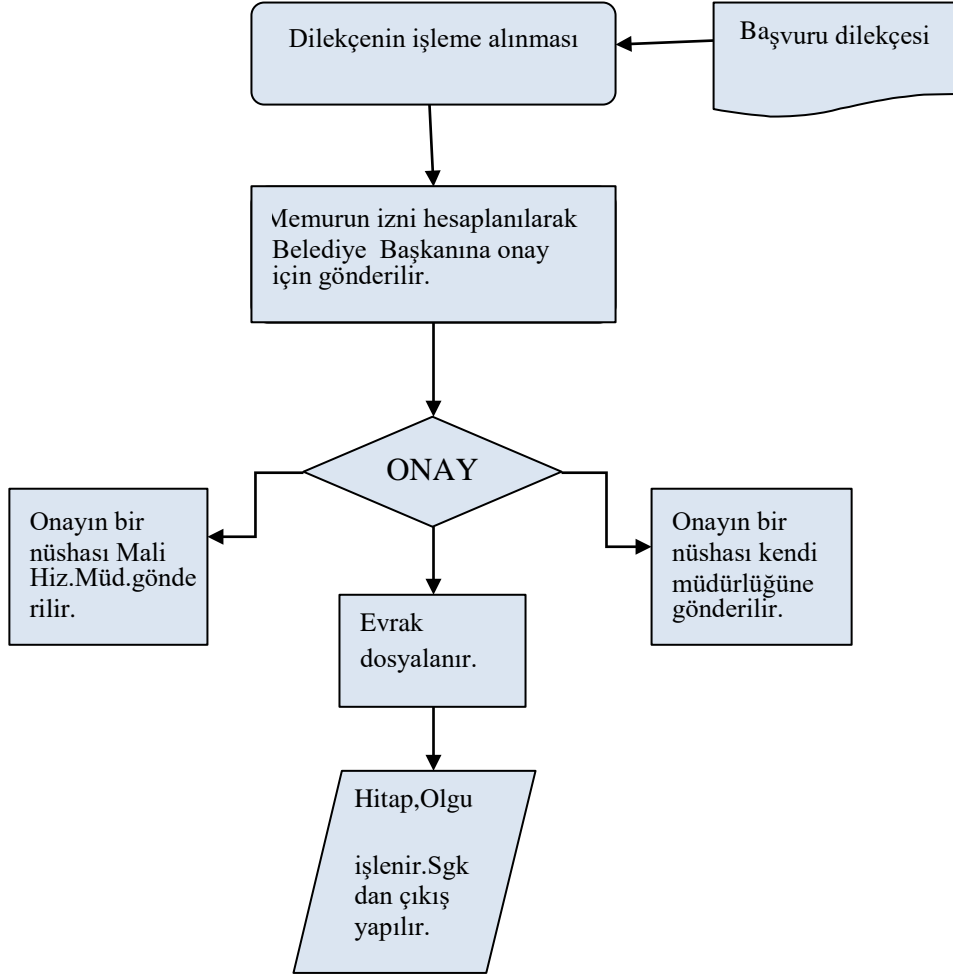 Dilekçenin işleme alınması
Başvuru dilekçesi
Memurun izni hesaplanılarak
Belediye Başkanına onay
için gönderilir.
ONAY
Onayın bir
nüshası Mali
Hiz.Müd.gönde
rilir.
Onayın bir
nüshası kendi
müdürlüğüne
gönderilir.
Evrak
dosyalanır.
Hitap,Olgu
işlenir.Sgk
dan çıkış
yapılır.